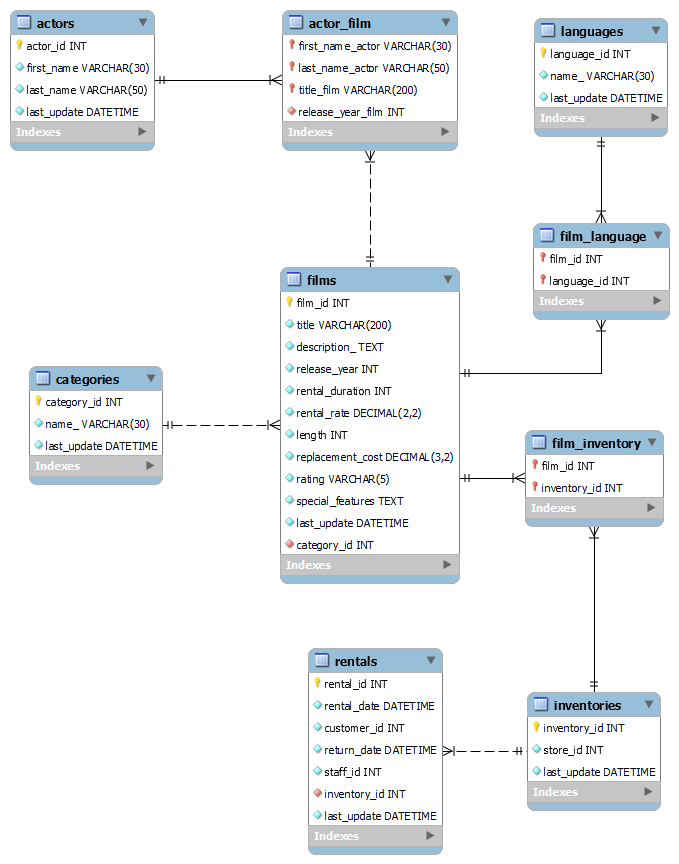 actors
actor_id INT
first_name VARCHAR(30)
last_name VARCHAR(50)
last_update DATETIME
Indexes
actor_film
first_name_actor VARCHAR(30)
last_name_actor VARCHAR(50)
title_film VARCHAR(200)
release_year_film INT
Indexes
languages
language_id INT
name_ VARCHAR(30)
last_update DATETIME
Indexes
film_language
film_id INT
language_id INT
Indexes
films
film_id INT
title VARCHAR(200)
description_ TEXT
release_year INT
rental_duration INT
rental_rate DECIMAL(2,2)
length INT
replacement_cost DECIMAL(3,2)
rating VARCHAR(5)
special_features TEXT
last_update DATETIME
category_id INT
Indexes
categories
category_id INT
name_ VARCHAR(30)
last_update DATETIME
Indexes
film_inventory
film_id INT
inventory_id INT
Indexes
rentals
rental_id INT
rental_date DATETIME
customer_id INT
return_date DATETIME
staff_id INT
inventory_id INT
last_update DATETIME
Indexes
inventories
inventory_id INT
store_id INT
last_update DATETIME
Indexes